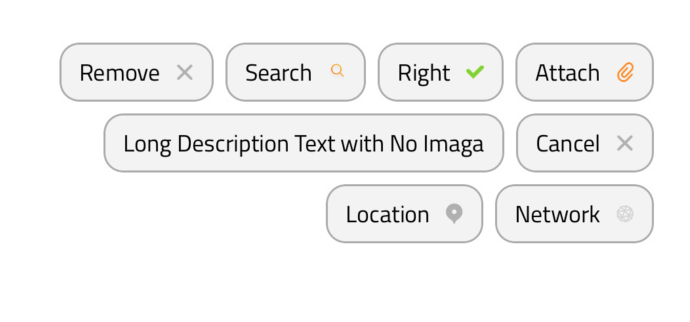 Remove Search Right Attach
Long Description Text with No Imaga Cancel
Location Network